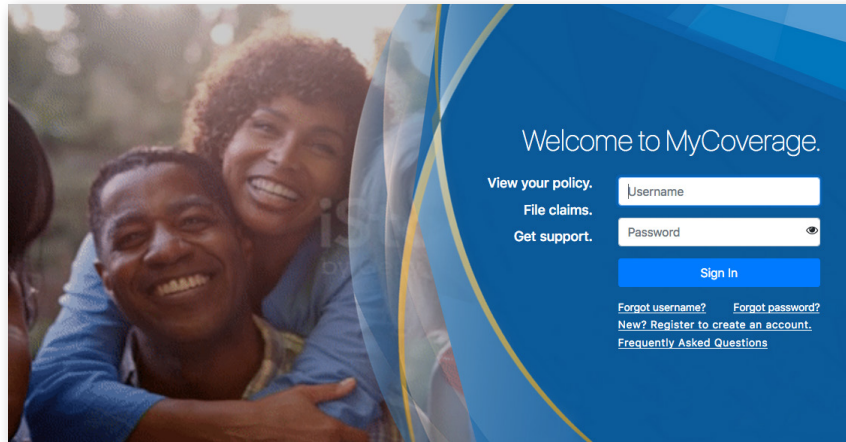 Welcome to MyCoverage.
View your policy.
File claims.
Get support.
Username
Password
Sign In
Forgot username? Forgot password?
New? Register to create an account.
Frequently Asked Questions